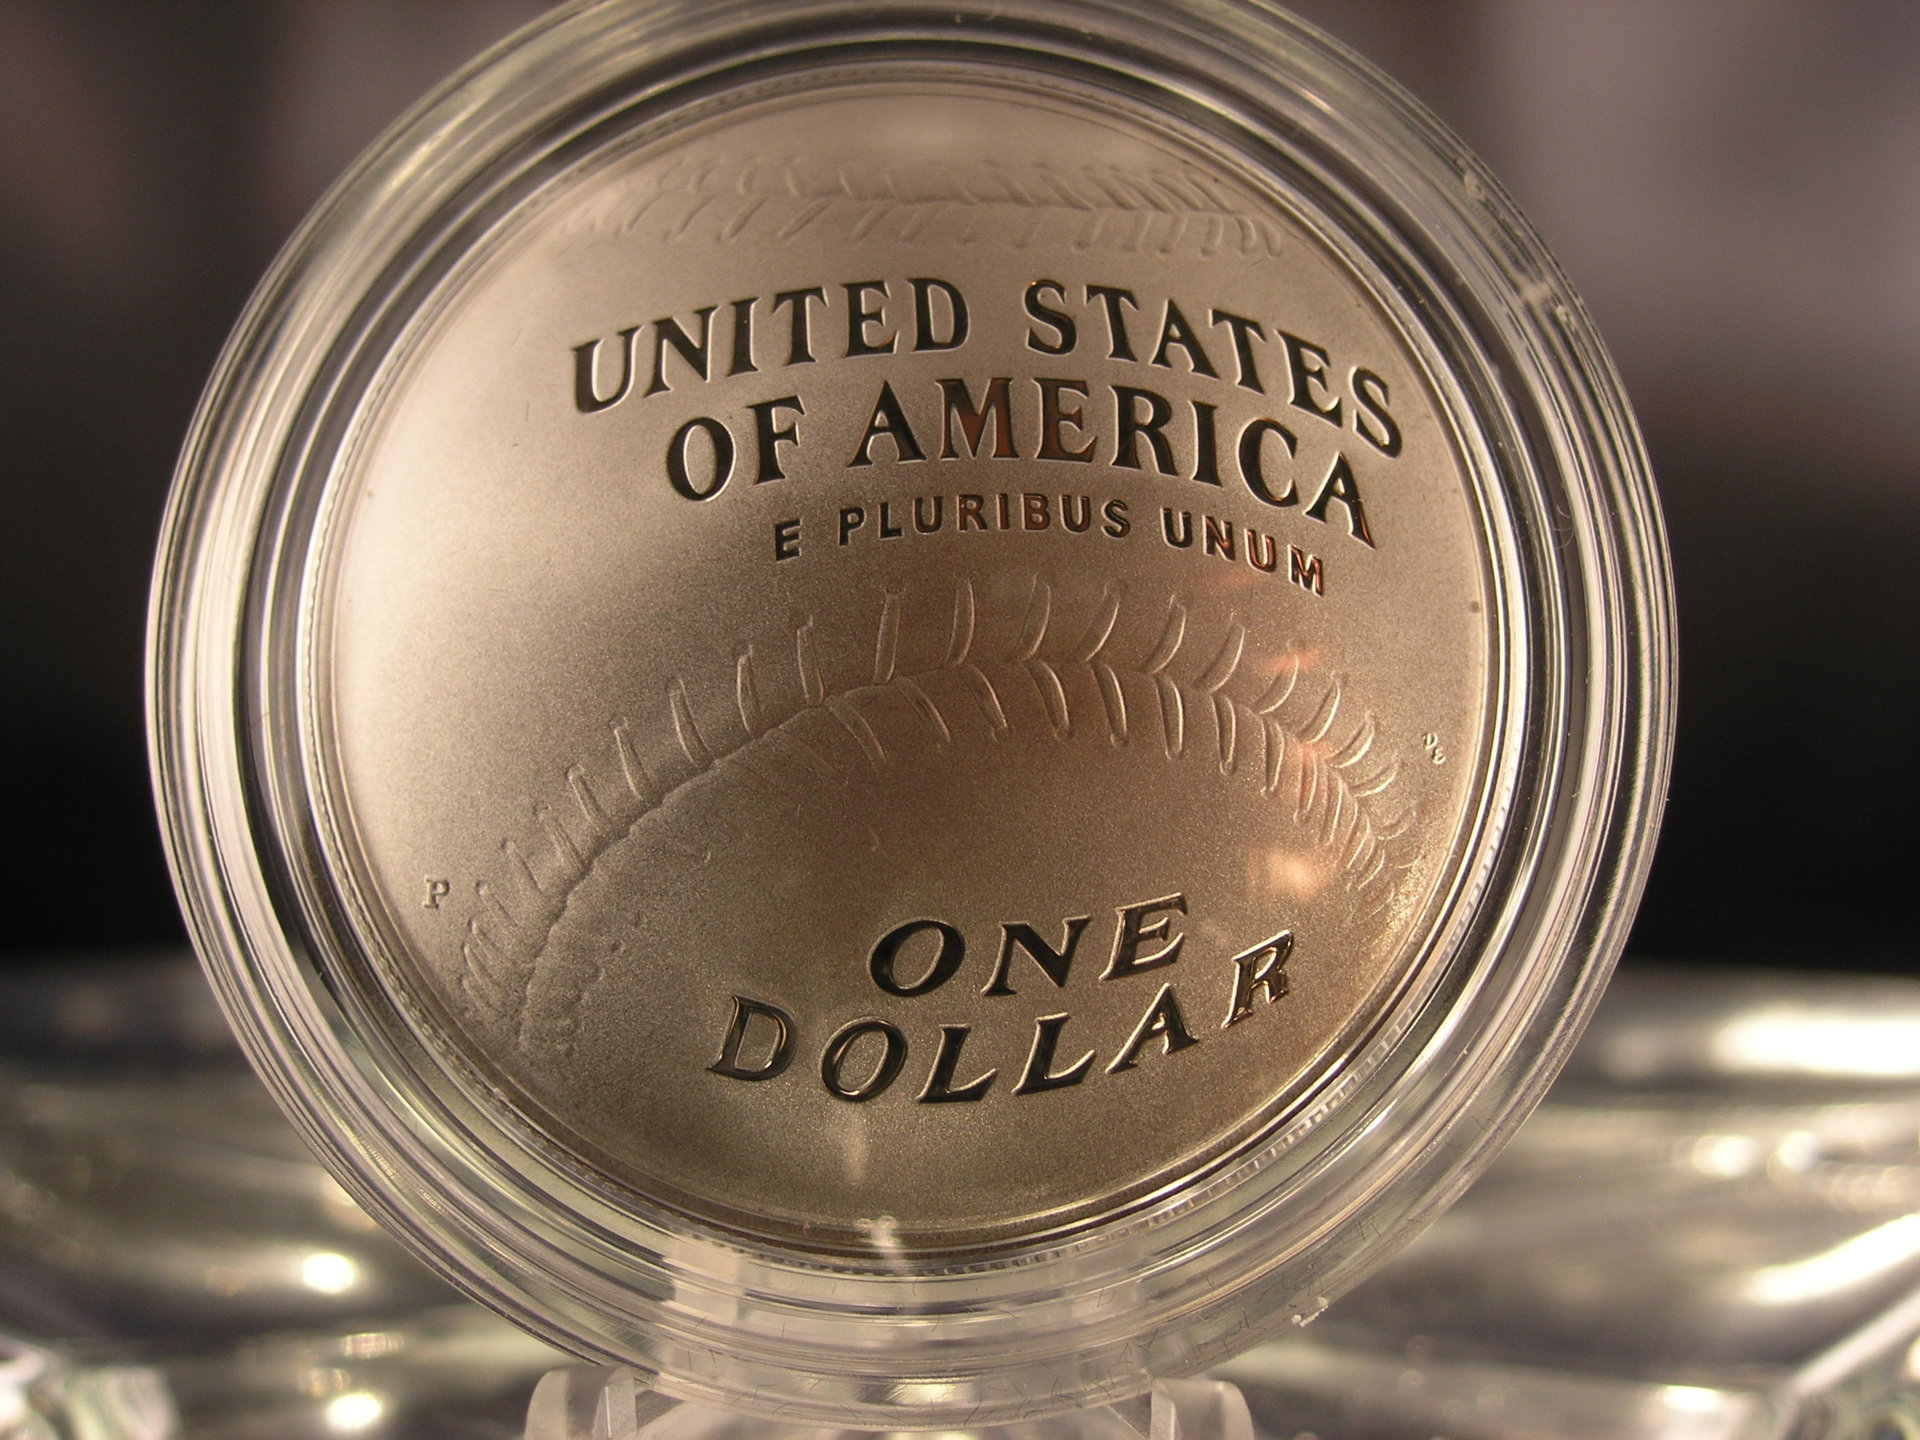 UNITED STATES
OF AMERICA
E PLURIBUS UNUM
P
ONE
DOLLAR